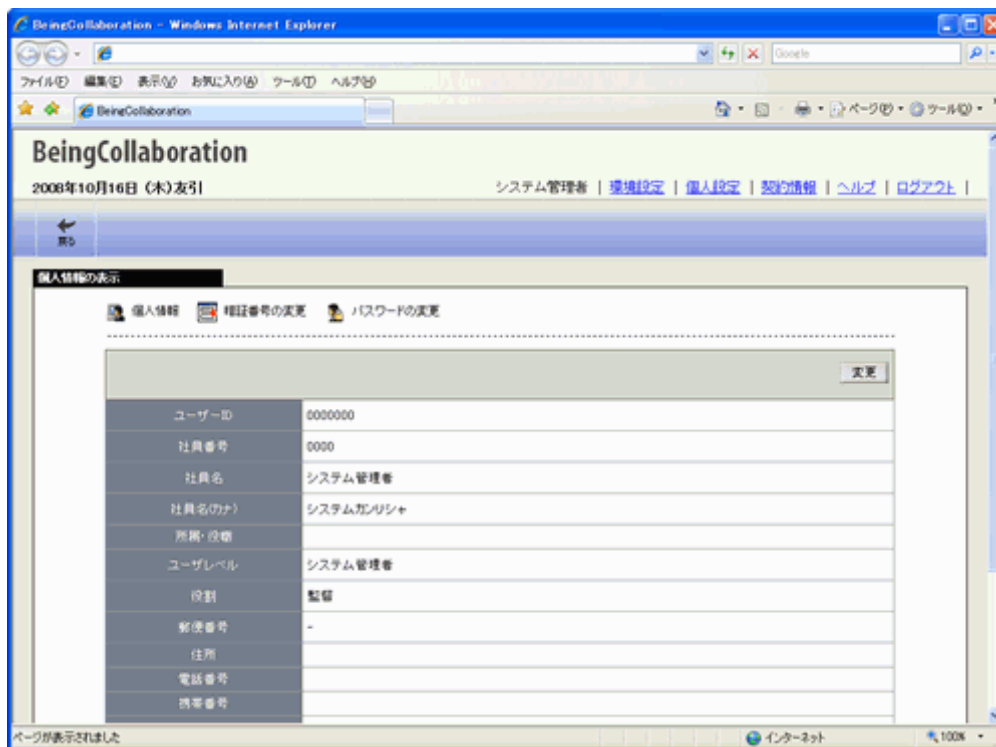 BeingCollaboration - Windows Internet Explorer
Google
ファイル(F) 編集(E) 表示(V) お気に入り(A) ツール(T) ヘルプ(H)
BeingCollaboration
ページ(P) ツール(O)
BeingCollaboration
2008年10月16日 (木)友引
システム管理者 | 環境設定 | 個人設定 | 契約情報 | ヘルプ | ログアウト |
戻る
個人情報の表示
個人情報 暗証番号の変更 パスワードの変更
変更
ユーザーID 0000000
社員番号 0000
社員名 システム管理者
社員名(カナ) システムカンリシャ
所属・役職
ユーザレベル システム管理者
役割 監督
郵便番号 -
住所
電話番号
携帯番号
ページが表示されました
インターネット
100%